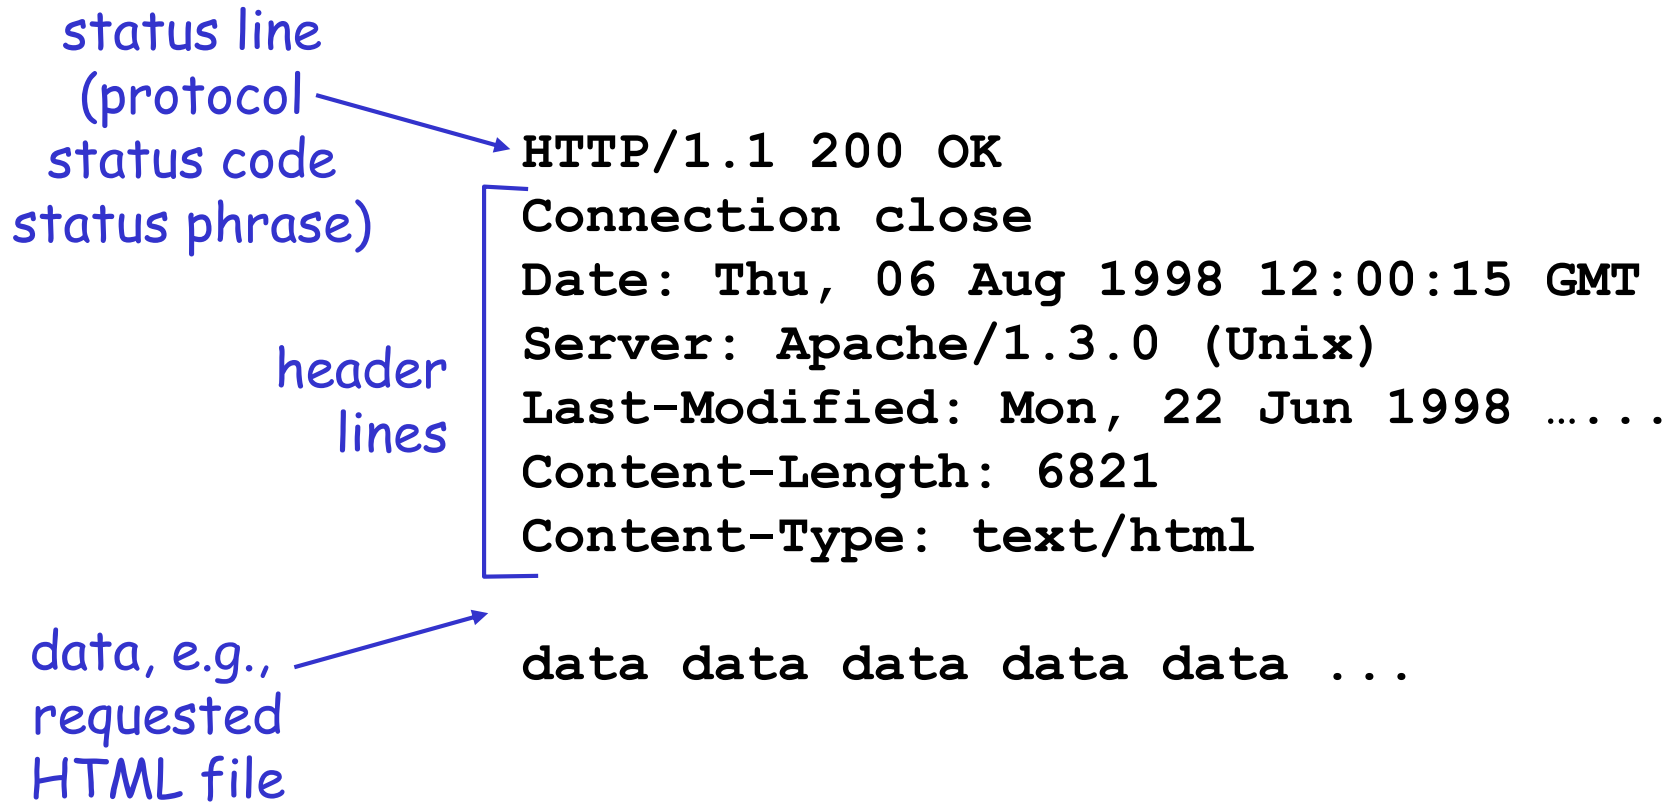 status line
(protocol
status code
status phrase)
HTTP/1.1 200 OK
Connection close
Date: Thu, 06 Aug 1998 12:00:15 GMT
Server: Apache/1.3.0 (Unix)
Last-Modified: Mon, 22 Jun 1998 …...
Content-Length: 6821
Content-Type: text/html
header
lines
data, e.g.,
requested
HTML file
data data data data data ...